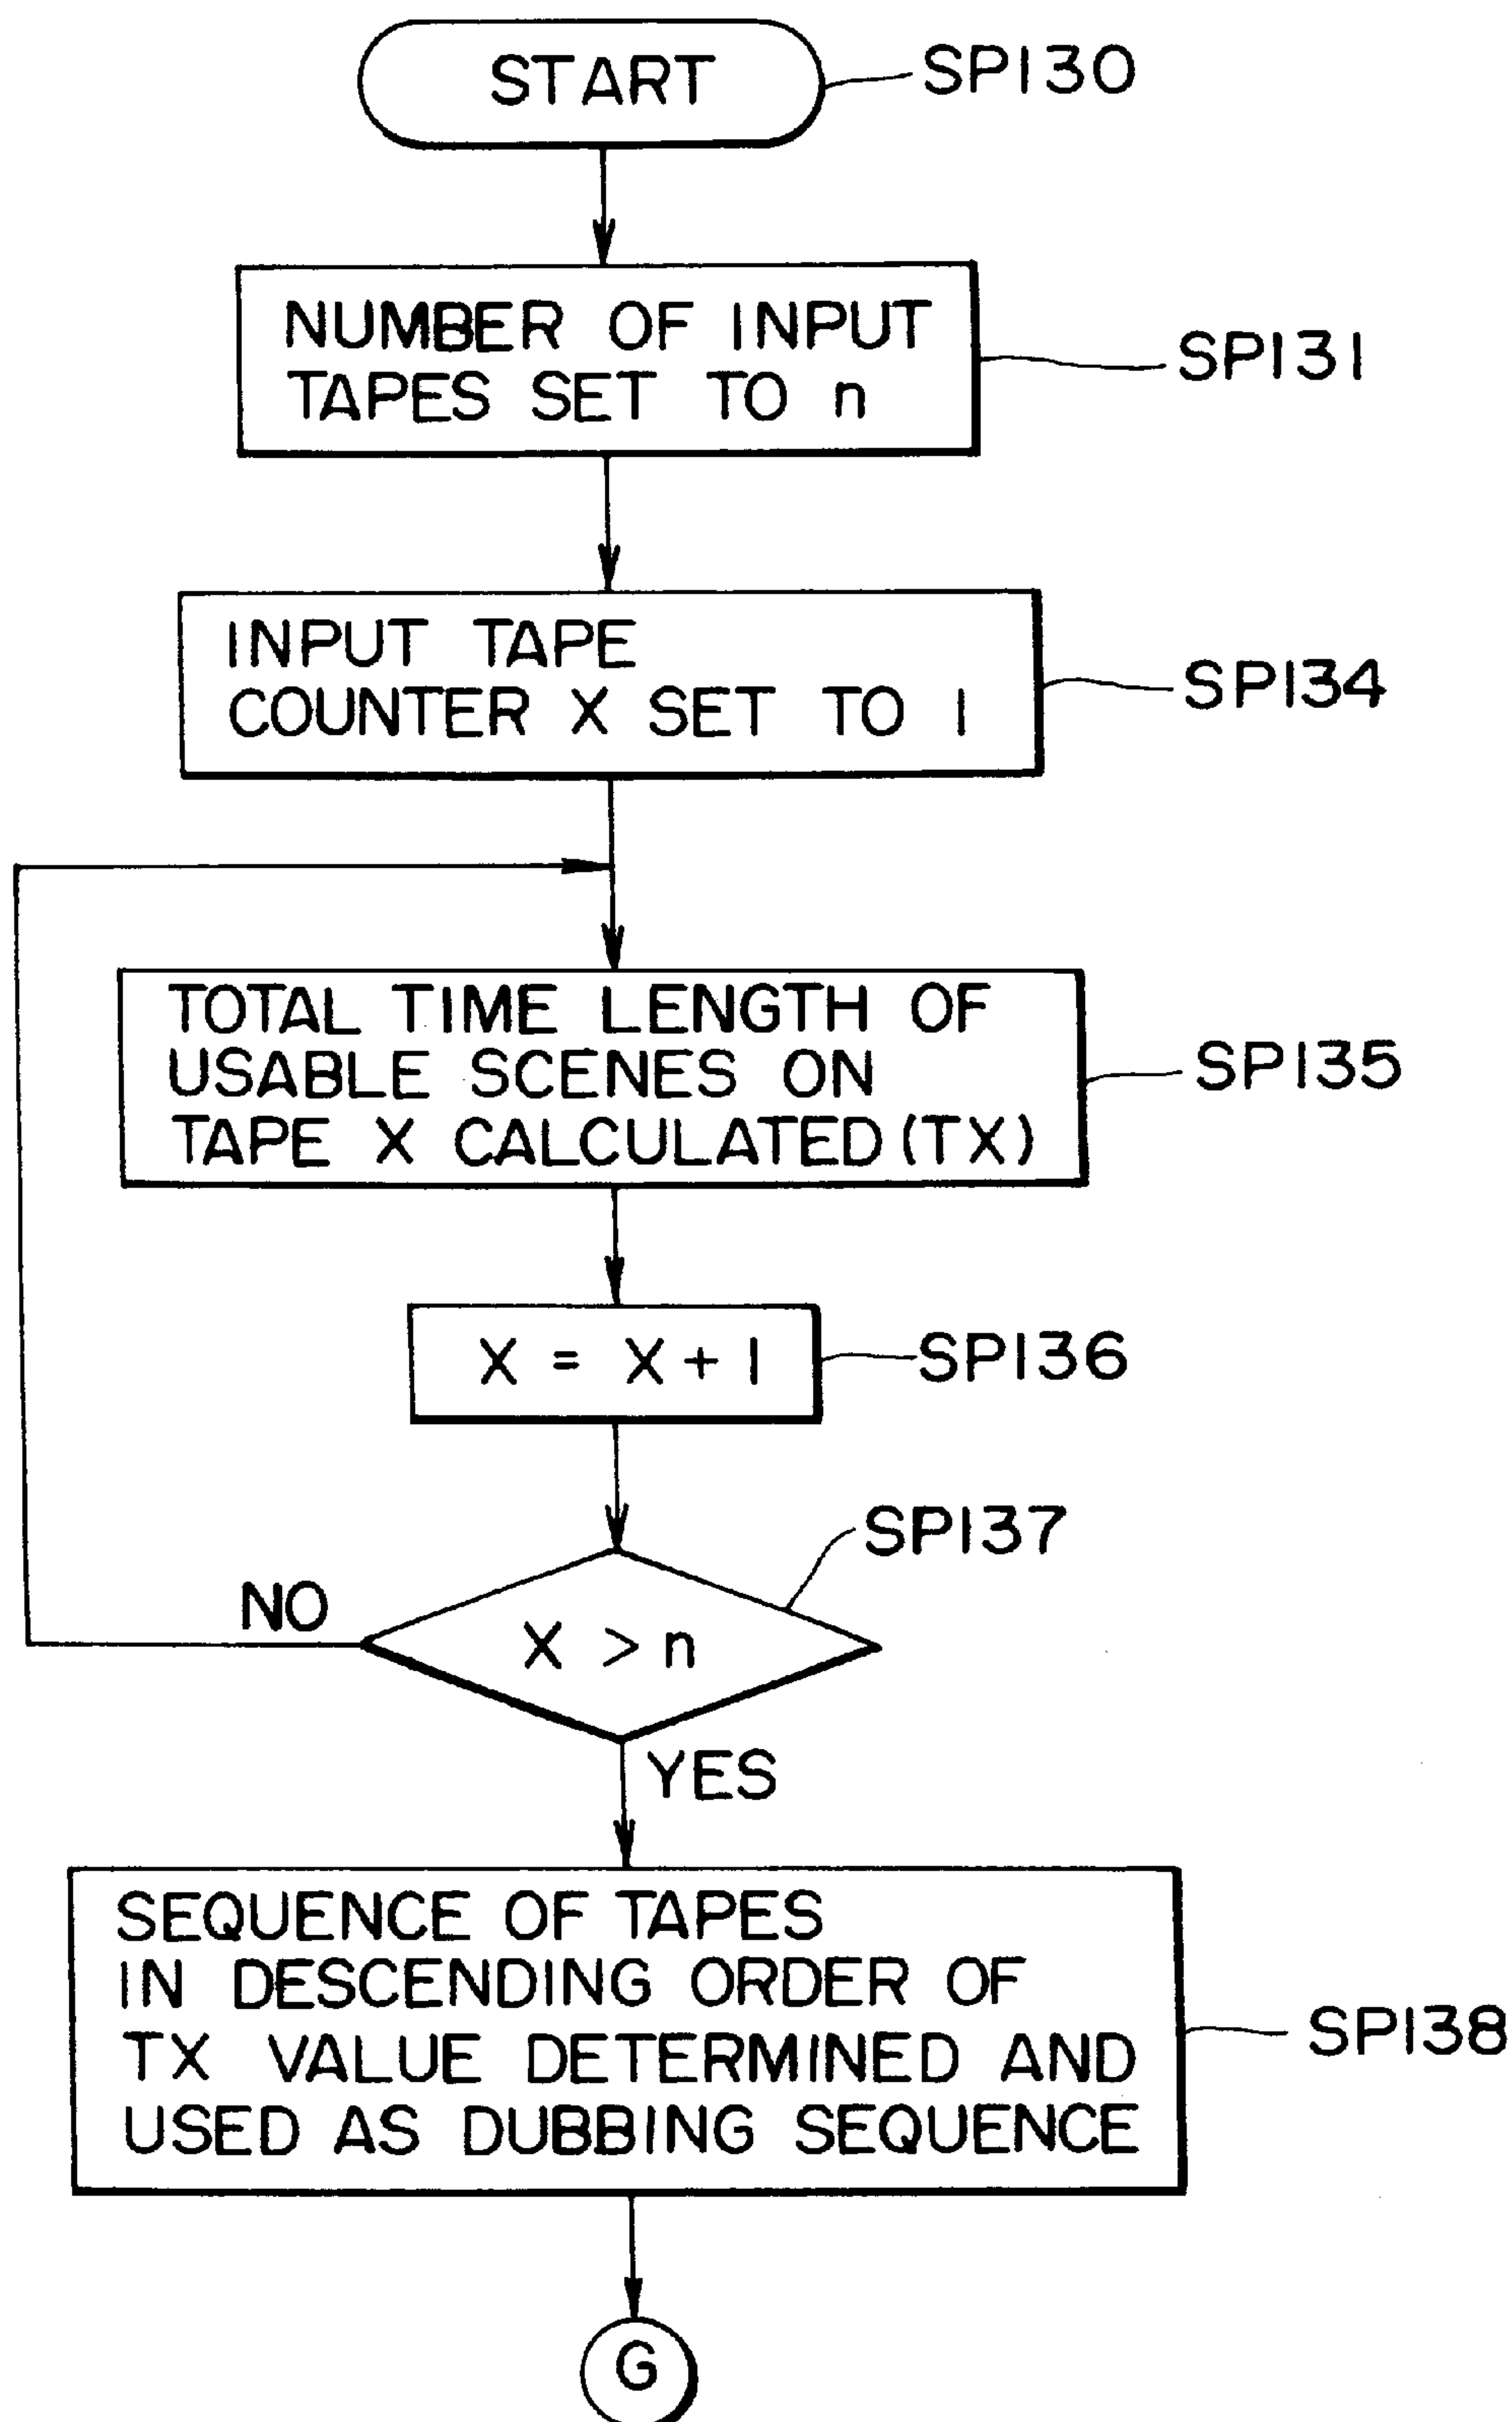 START
SP130
NUMBER OF INPUT
TAPES SET TO n
SP131
INPUT TAPE
COUNTER X SET TO 1
SP134
TOTAL TIME LENGTH OF
USABLE SCENES ON
TAPE X CALCULATED (TX)
SP135
X = X + 1
SP136
SP137
NO
X > n
YES
SEQUENCE OF TAPES
IN DESCENDING ORDER OF
TX VALUE DETERMINED AND
USED AS DUBBING SEQUENCE
SP138
G